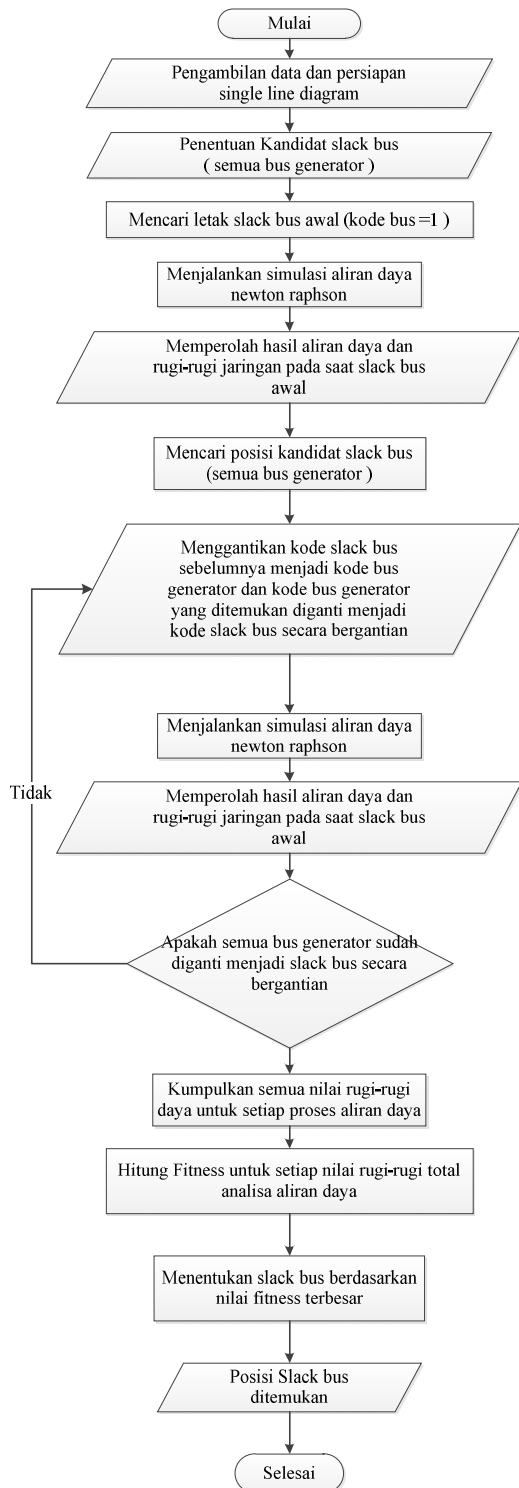 Mulai
Pengambilan data dan persiapan
single line diagram
Penentuan Kandidat slack bus
( semua bus generator )
Mencari letak slack bus awal (kode bus =1 )
Menjalankan simulasi aliran daya
newton raphson
Memperolah hasil aliran daya dan
rugi-rugi jaringan pada saat slack bus
awal
Mencari posisi kandidat slack bus
(semua bus generator )
Menggantikan kode slack bus
sebelumnya menjadi kode bus
generator dan kode bus generator
yang ditemukan diganti menjadi
kode slack bus secara bergantian
Menjalankan simulasi aliran daya
newton raphson
Tidak
Memperolah hasil aliran daya dan
rugi-rugi jaringan pada saat slack bus
awal
Apakah semua bus generator sudah
diganti menjadi slack bus secara
bergantian
Kumpulkan semua nilai rugi-rugi
daya untuk setiap proses aliran daya
Hitung Fitness untuk setiap nilai rugi-rugi total
analisa aliran daya
Menentukan slack bus berdasarkan
nilai fitness terbesar
Posisi Slack bus
ditemukan
Selesai